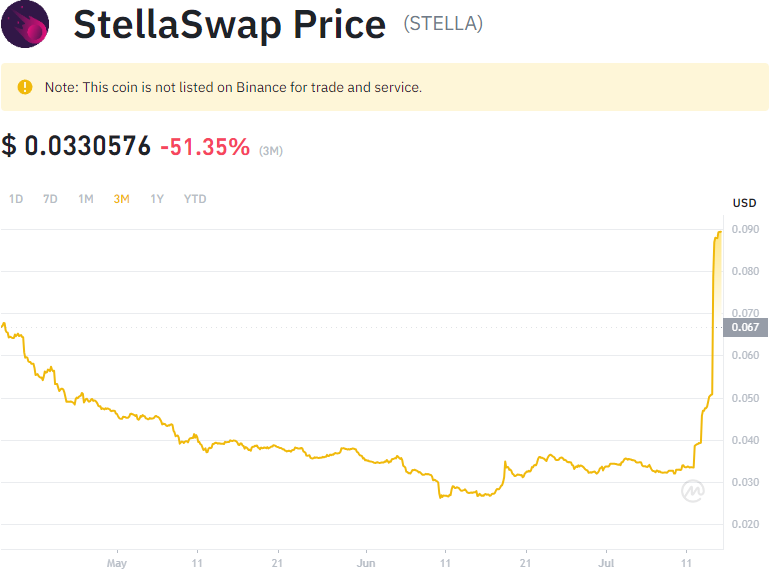 StellaSwap Price (STELLA)
Note: This coin is not listed on Binance for trade and service.
$ 0.0330576 -51.35% (3M)
1D 7D 1M 3M 1Y YTD
USD
0.090
0.080
0.070
0.067
0.060
0.050
0.040
0.030
0.020
May 11 21 Jun 11 21 Jul 11